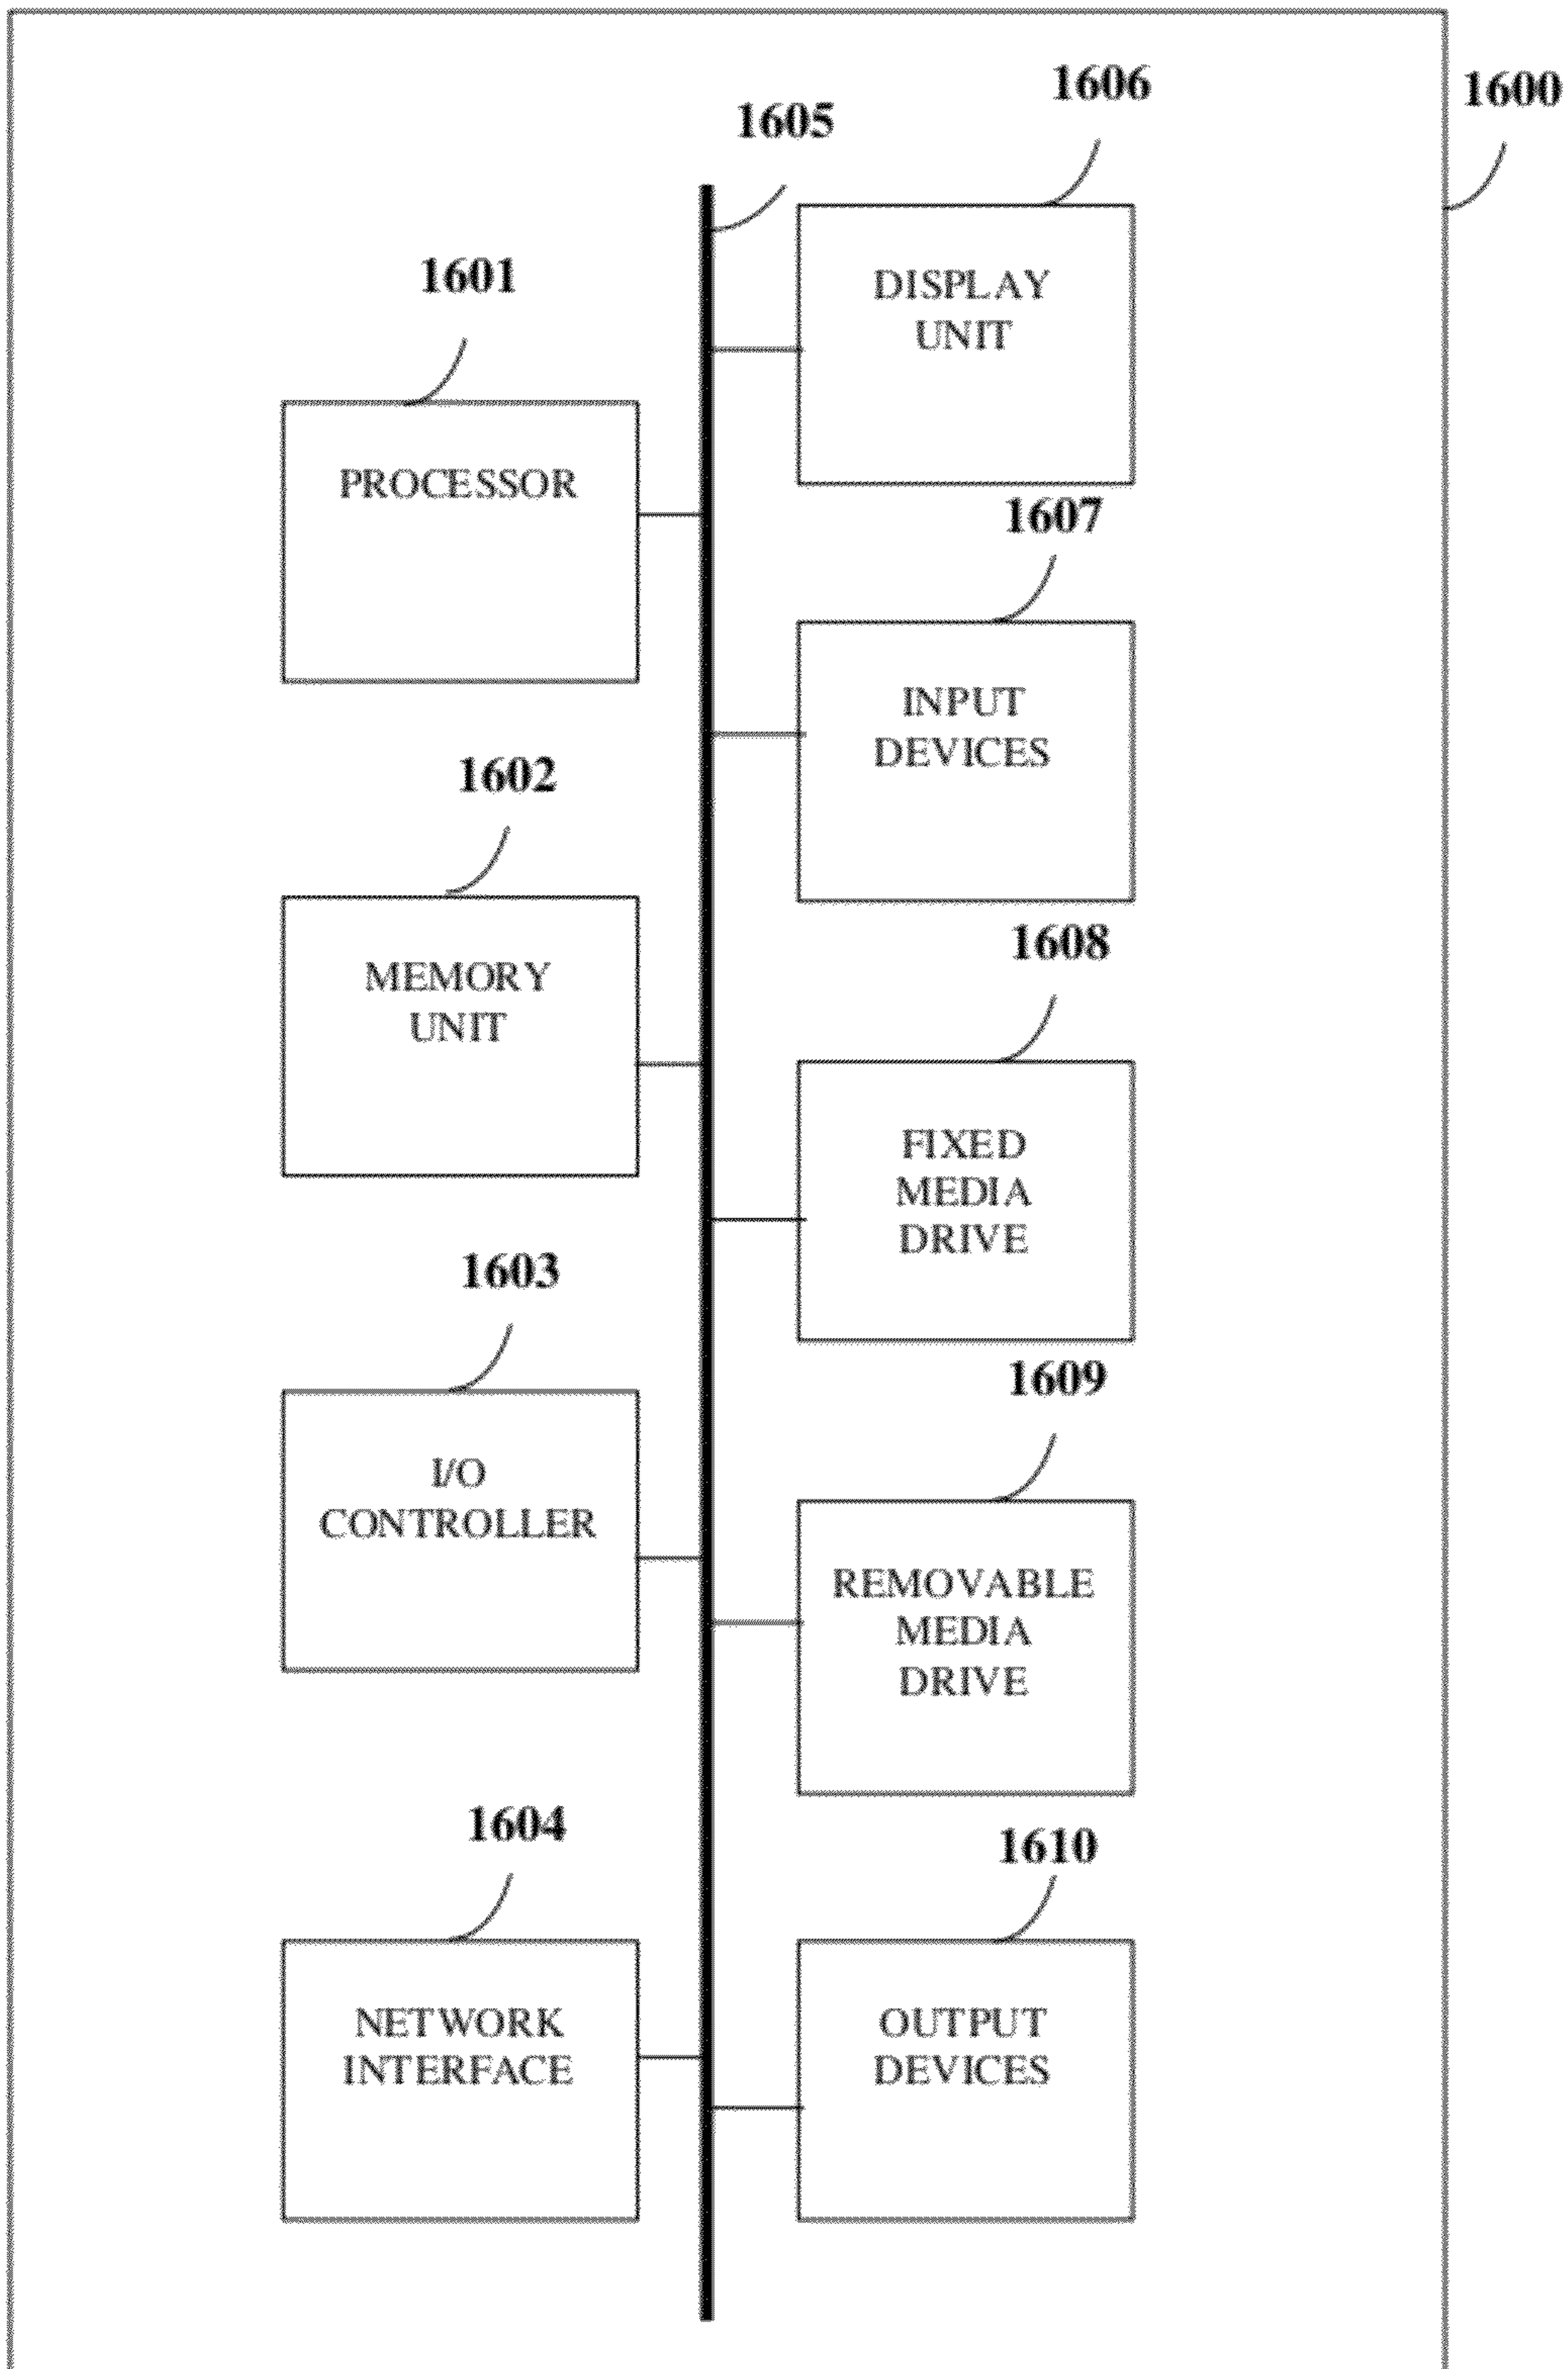 1606
1600
1605
DISPLAY
UNIT
1601
PROCESSOR
1607
INPUT
DEVICES
1602
MEMORY
UNIT
1608
FIXED
MEDIA
DRIVE
1603
I/O
CONTROLLER
1609
REMOVABLE
MEDIA
DRIVE
1604
NETWORK
INTERFACE
1610
OUTPUT
DEVICES